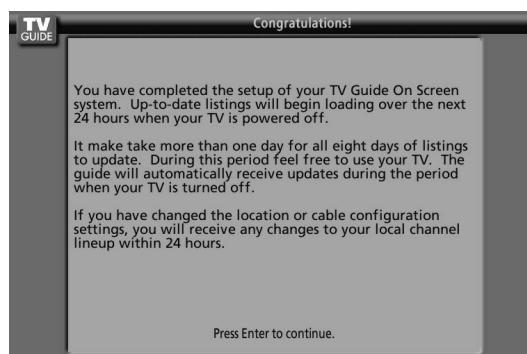 Congratulations!
TV
GUIDE
You have completed the setup of your TV Guide On Screen
system. Up-to-date listings will begin loading over the next
24 hours when your TV is powered off.
It make take more than one day for all eight days of listings
to update. During this period feel free to use your TV. The
guide will automatically receive updates during the period
when your TV is turned off.
If you have changed the location or cable configuration
settings, you will receive any changes to your local channel
lineup within 24 hours.
Press Enter to continue.